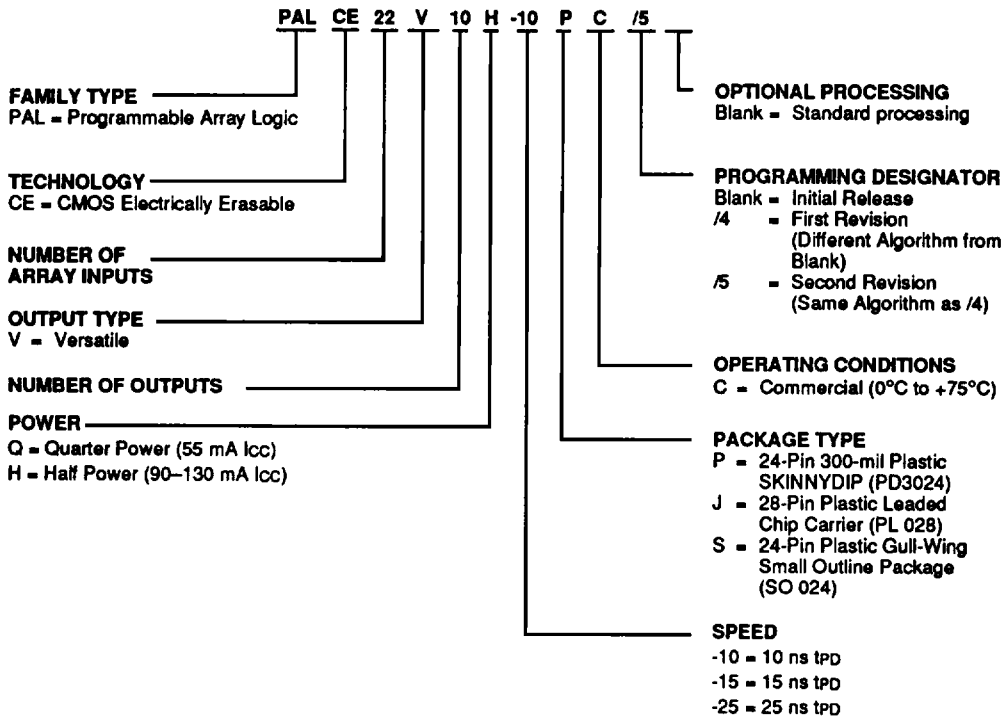 PAL CE 22 V 10 H -10 P C /5
FAMILY TYPE
PAL = Programmable Array Logic
TECHNOLOGY
CE = CMOS Electrically Erasable
NUMBER OF
ARRAY INPUTS
OUTPUT TYPE
V = Versatile
NUMBER OF OUTPUTS
POWER
Q = Quarter Power (55 mA Icc)
H = Half Power (90–130 mA Icc)
OPTIONAL PROCESSING
Blank = Standard processing
PROGRAMMING DESIGNATOR
Blank = Initial Release
/4 = First Revision
(Different Algorithm from
Blank)
/5 = Second Revision
(Same Algorithm as /4)
OPERATING CONDITIONS
C = Commercial (0°C to +75°C)
PACKAGE TYPE
P = 24-Pin 300-mil Plastic
SKINNYDIP (PD3024)
J = 28-Pin Plastic Leaded
Chip Carrier (PL 028)
S = 24-Pin Plastic Gull-Wing
Small Outline Package
(SO 024)
SPEED
-10 = 10 ns tPD
-15 = 15 ns tPD
-25 = 25 ns tPD